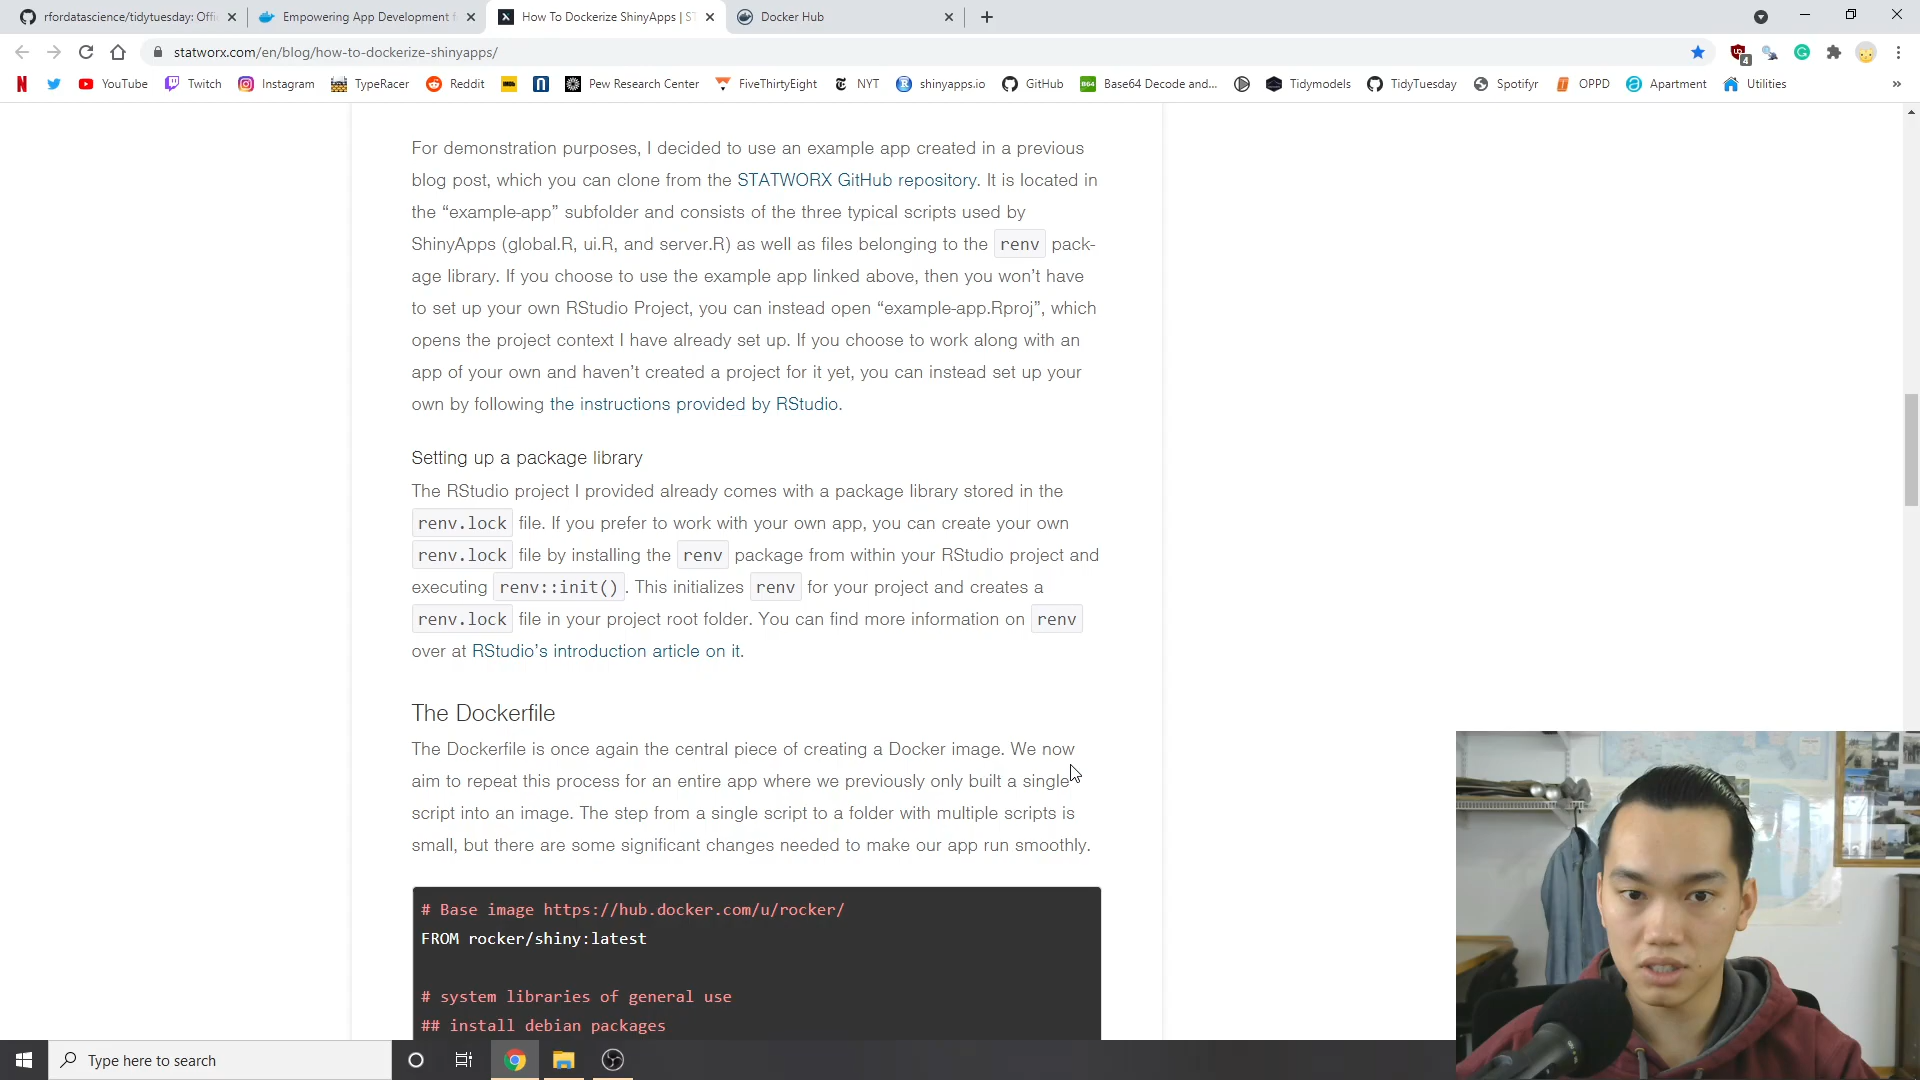 rfordatascience/tidytuesday: Offi
Empowering App Development f
How To Dockerize ShinyApps | ST
Docker Hub
statworx.com/en/blog/how-to-dockerize-shinyapps/
4
YouTube
Twitch
Instagram
TypeRacer
Reddit
Pew Research Center
FiveThirtyEight
NYT
shinyapps.io
GitHub
Base64 Decode and...
Tidymodels
TidyTuesday
Spotifyr
OPPD
Apartment
Utilities
»
For demonstration purposes, I decided to use an example app created in a previous
blog post, which you can clone from the STATWORX GitHub repository. It is located in
the “example-app” subfolder and consists of the three typical scripts used by
ShinyApps (global.R, ui.R, and server.R) as well as files belonging to the renv pack-
age library. If you choose to use the example app linked above, then you won’t have
to set up your own RStudio Project, you can instead open “example-app.Rproj”, which
opens the project context I have already set up. If you choose to work along with an
app of your own and haven’t created a project for it yet, you can instead set up your
own by following the instructions provided by RStudio.
Setting up a package library
The RStudio project I provided already comes with a package library stored in the
renv.lock file. If you prefer to work with your own app, you can create your own
renv.lock file by installing the renv package from within your RStudio project and
executing renv::init() . This initializes renv for your project and creates a
renv.lock file in your project root folder. You can find more information on renv
over at RStudio’s introduction article on it.
The Dockerfile
The Dockerfile is once again the central piece of creating a Docker image. We now
aim to repeat this process for an entire app where we previously only built a single
script into an image. The step from a single script to a folder with multiple scripts is
small, but there are some significant changes needed to make our app run smoothly.
# Base image https://hub.docker.com/u/rocker/
FROM rocker/shiny:latest
# system libraries of general use
## install debian packages
Type here to search